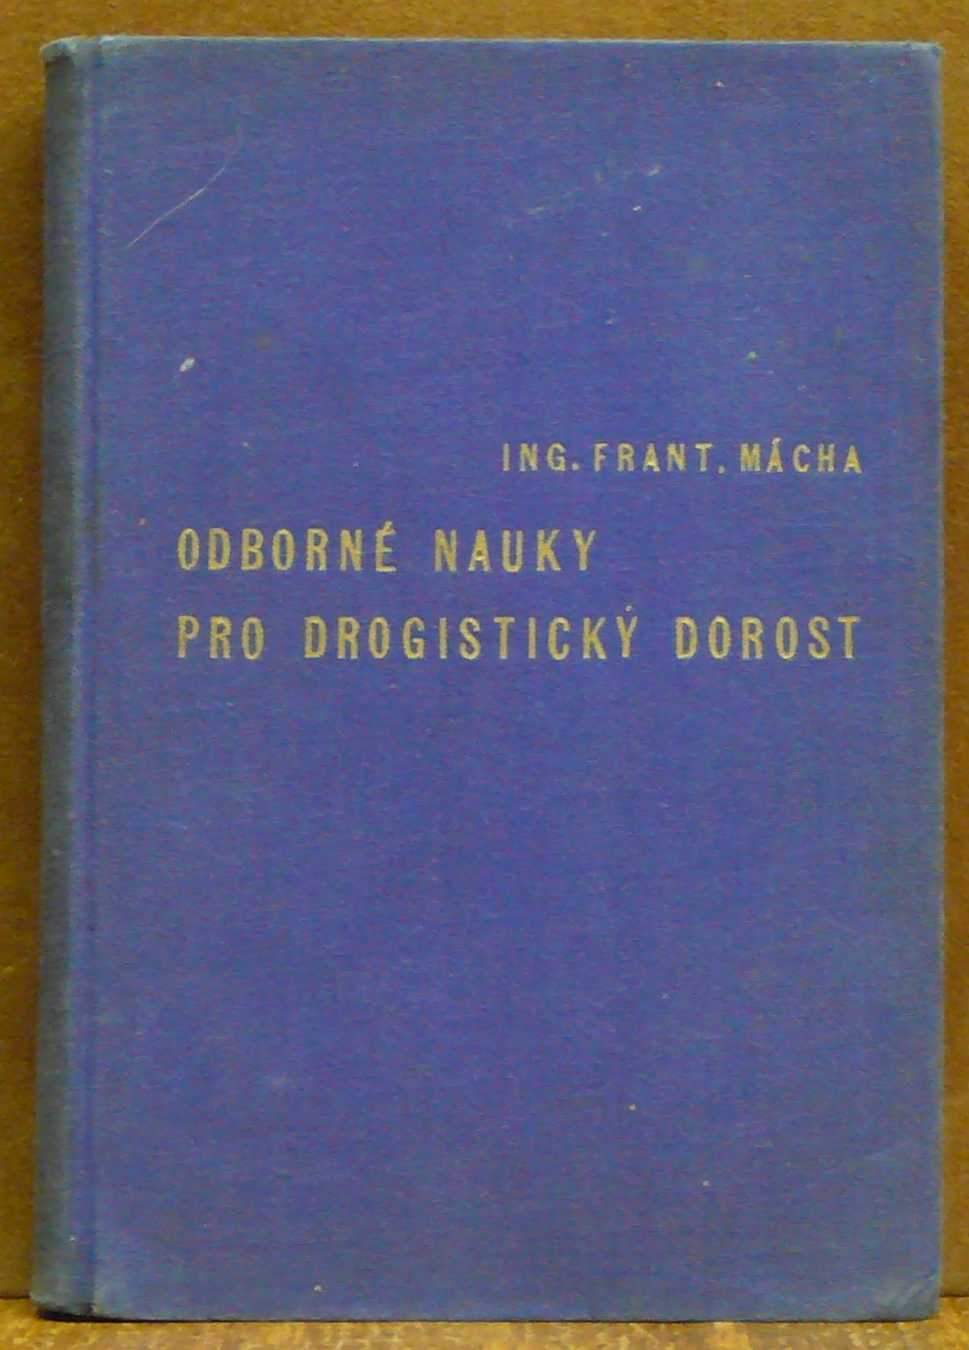 ING. FRANT. MÁCHA
ODBORNÉ NAUKY
PRO DROGISTICKÝ DOROST